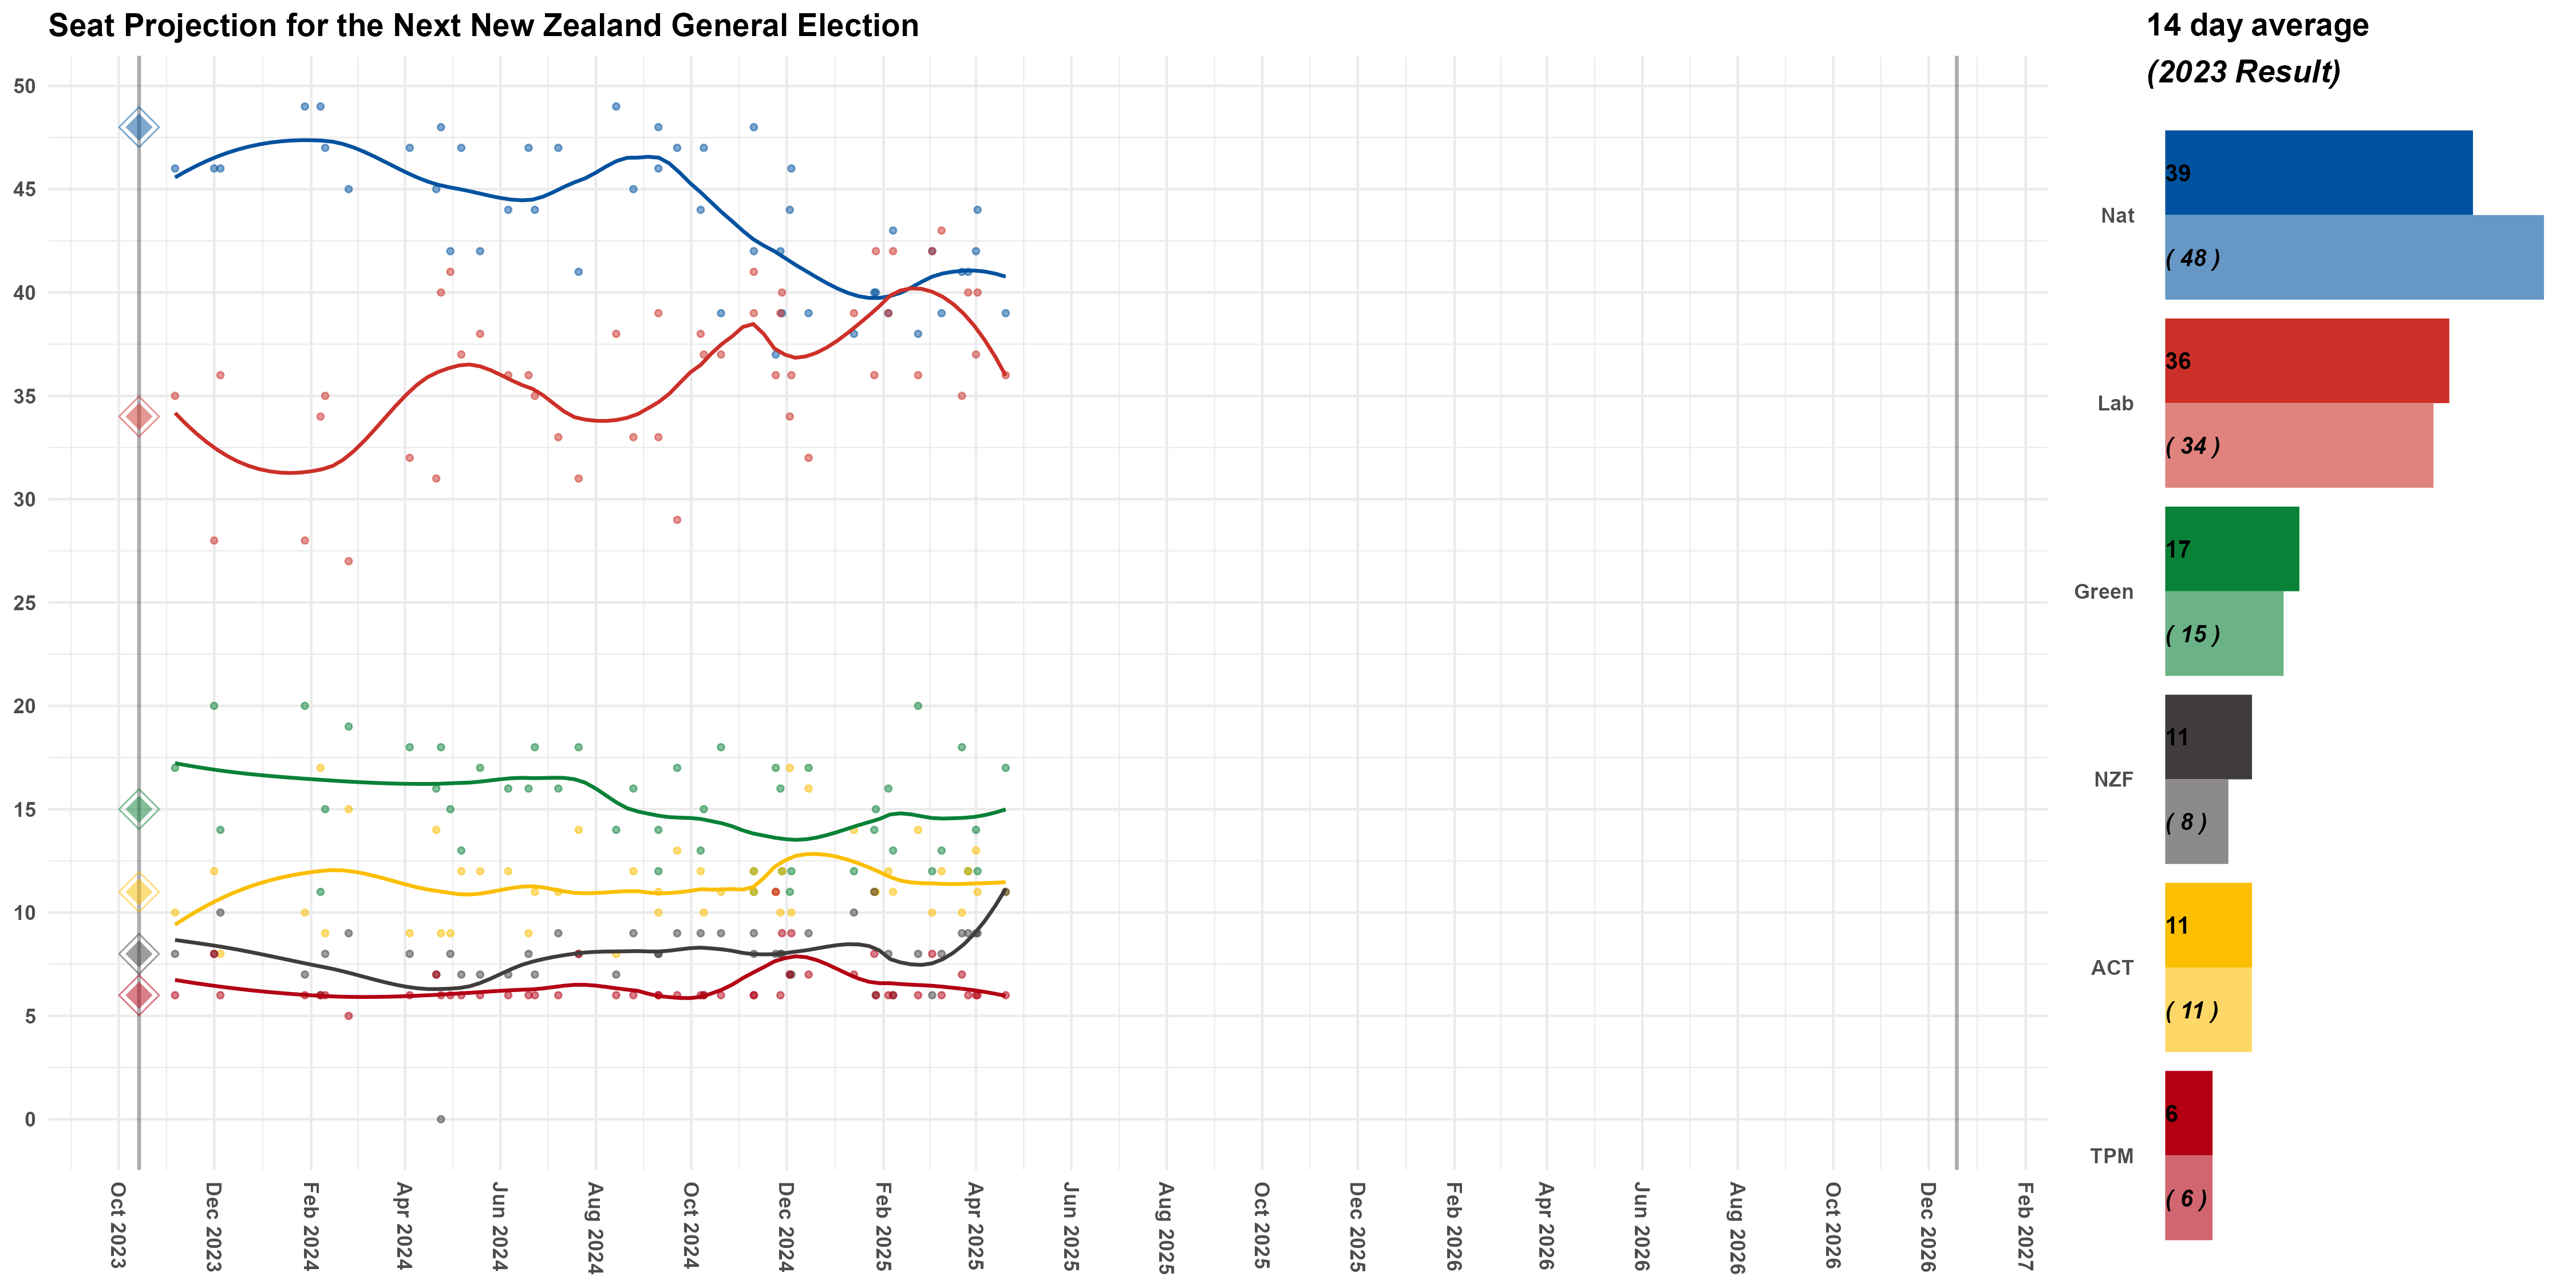 Seat Projection for the Next New Zealand General Election
50
45
40
35
30
25
20
15
10
5
0
Oct 2023
Dec 2023
Feb 2024
Apr 2024
Jun 2024
Aug 2024
Oct 2024
Dec 2024
Feb 2025
Apr 2025
Jun 2025
Aug 2025
Oct 2025
Dec 2025
Feb 2026
Apr 2026
Jun 2026
Aug 2026
Oct 2026
Dec 2026
Feb 2027
14 day average
(2023 Result)
Nat
39
( 48 )
Lab
36
( 34 )
Green
17
( 15 )
NZF
11
( 8 )
ACT
11
( 11 )
TPM
6
( 6 )